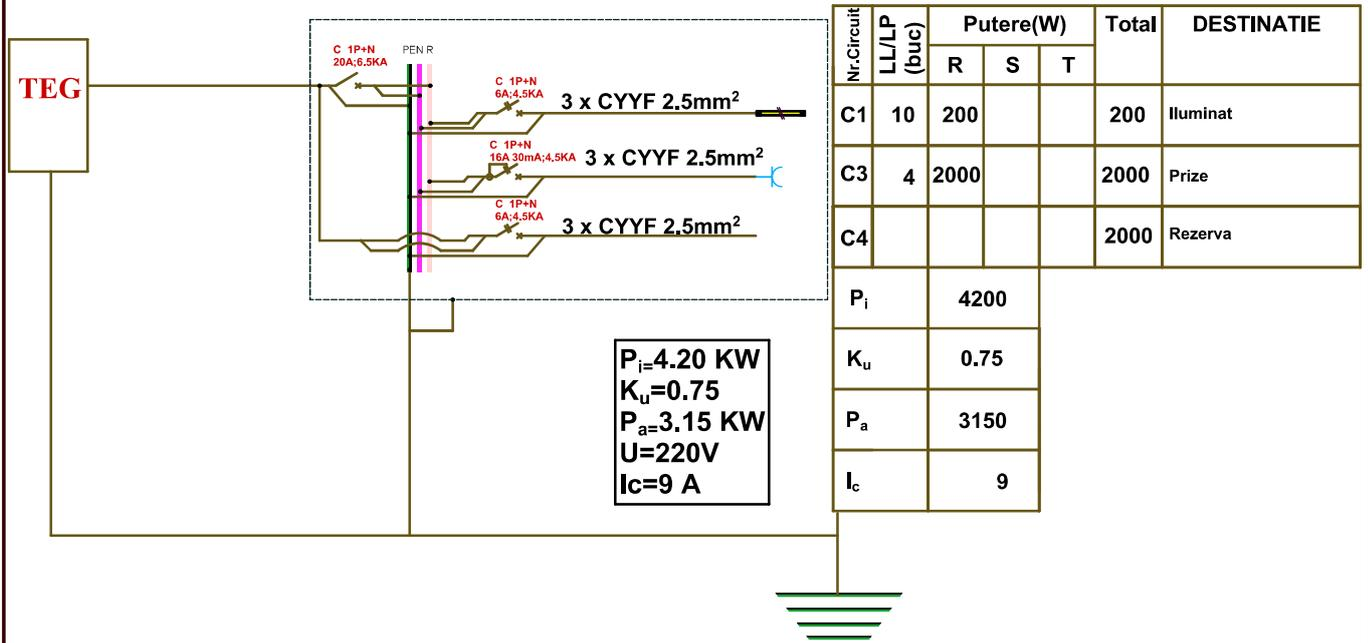 TEG
C 1P+N
20A;6.5KA
PEN R
C 1P+N
6A;4.5KA
3 x CYYF 2.5mm²
C 1P+N
16A 30mA;4.5KA
3 x CYYF 2.5mm²
C 1P+N
6A;4.5KA
3 x CYYF 2.5mm²
Pi=4.20 KW
Ku=0.75
Pa=3.15 KW
U=220V
Ic=9 A
Nr.Circuit LL/LP (buc) Putere(W) Total DESTINATIE
R S T
C1 10 200 200 Iluminat
C3 4 2000 2000 Prize
C4 2000 Rezerva
Pi 4200
Ku 0.75
Pa 3150
Ic 9